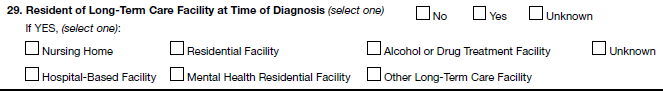 29. Resident of Long-Term Care Facility at Time of Diagnosis (select one) No Yes Unknown
If YES, (select one):
Nursing Home Residential Facility Alcohol or Drug Treatment Facility Unknown
Hospital-Based Facility Mental Health Residential Facility Other Long-Term Care Facility